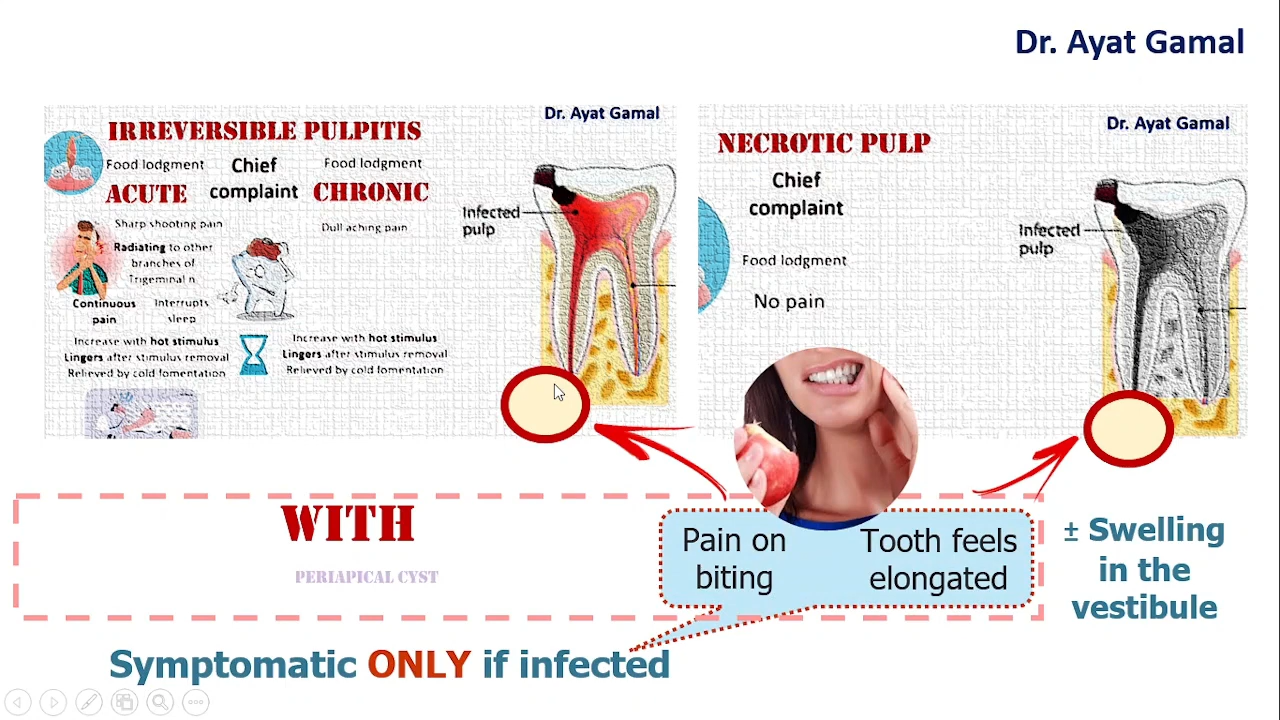 Dr. Ayat Gamal
Dr. Ayat Gamal
IRREVERSIBLE PULPITIS
Food lodgment
Chief
complaint
Food lodgment
ACUTE
CHRONIC
Sharp shooting pain
Radiating to other
branches of
Trigeminal n.
Continuous
pain
Interrupts
sleep
Dull aching pain
Increase with hot stimulus
Lingers after stimulus removal
Relieved by cold fomentation
Increase with hot stimulus
Lingers after stimulus removal
Relieved by cold fomentation
Infected
pulp
Dr. Ayat Gamal
NECROTIC PULP
Chief
complaint
Food lodgment
No pain
Infected
pulp
WITH
PERIAPICAL CYST
Pain on
biting
Tooth feels
elongated
± Swelling
in the
vestibule
Symptomatic ONLY if infected